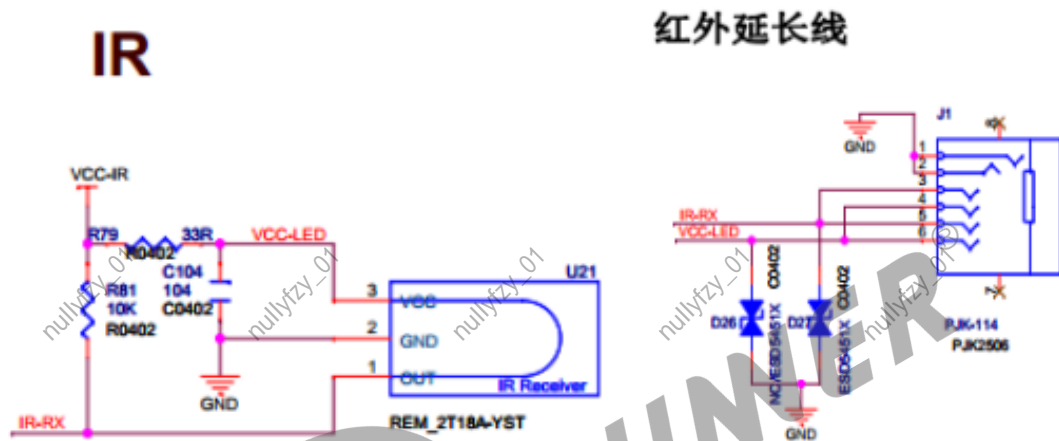 IR
红外延长线
VCC-IR
R79
33R
R0402
VCC-LED
C104
104
C0402
R81
10K
R0402
GND
IR-RX
U21
3
VCC
2
GND
1
OUT
IR Receiver
REM_2T18A-YST
J1
GND
8
1
2
3
4
5
6
7
IR-RX
VCC-LED
D26
NC/ESD5451X
C0402
D27
ESD5451X
C0402
GND
PJK-114
PJK2506
nullyfzy_01
nullyfzy_01
nullyfzy_01
nullyfzy_01
nullyfzy_01
®